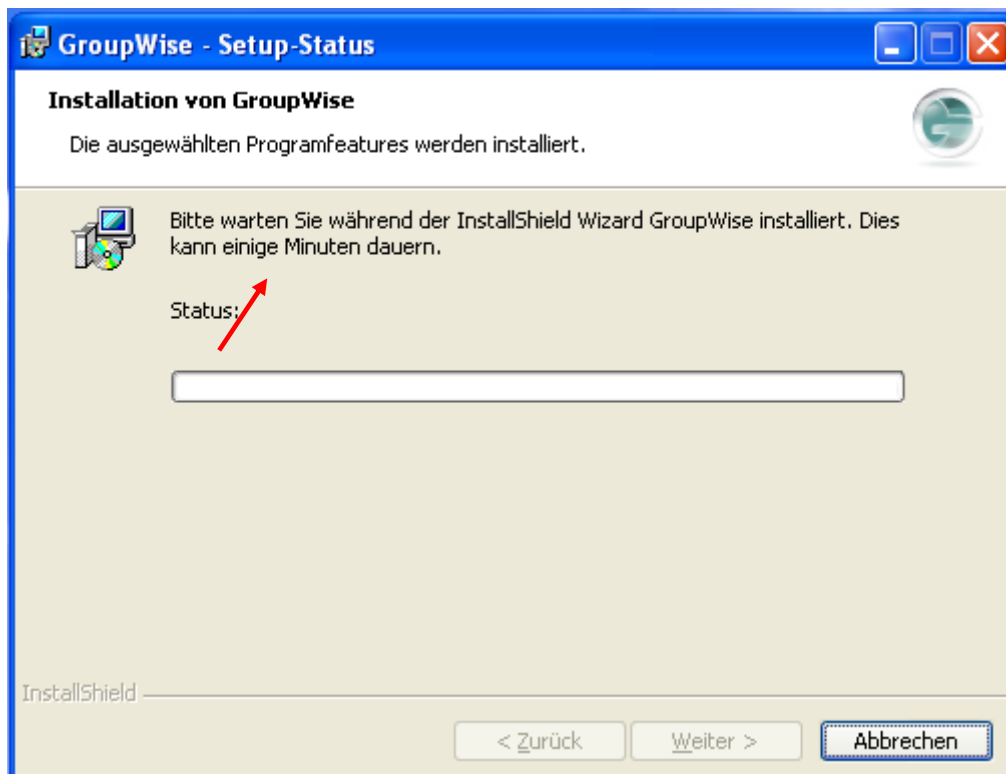 GroupWise - Setup-Status
Installation von GroupWise
Die ausgewählten Programfeatures werden installiert.
Bitte warten Sie während der InstallShield Wizard GroupWise installiert. Dies
kann einige Minuten dauern.
Status:
InstallShield
< Zurück
Weiter >
Abbrechen